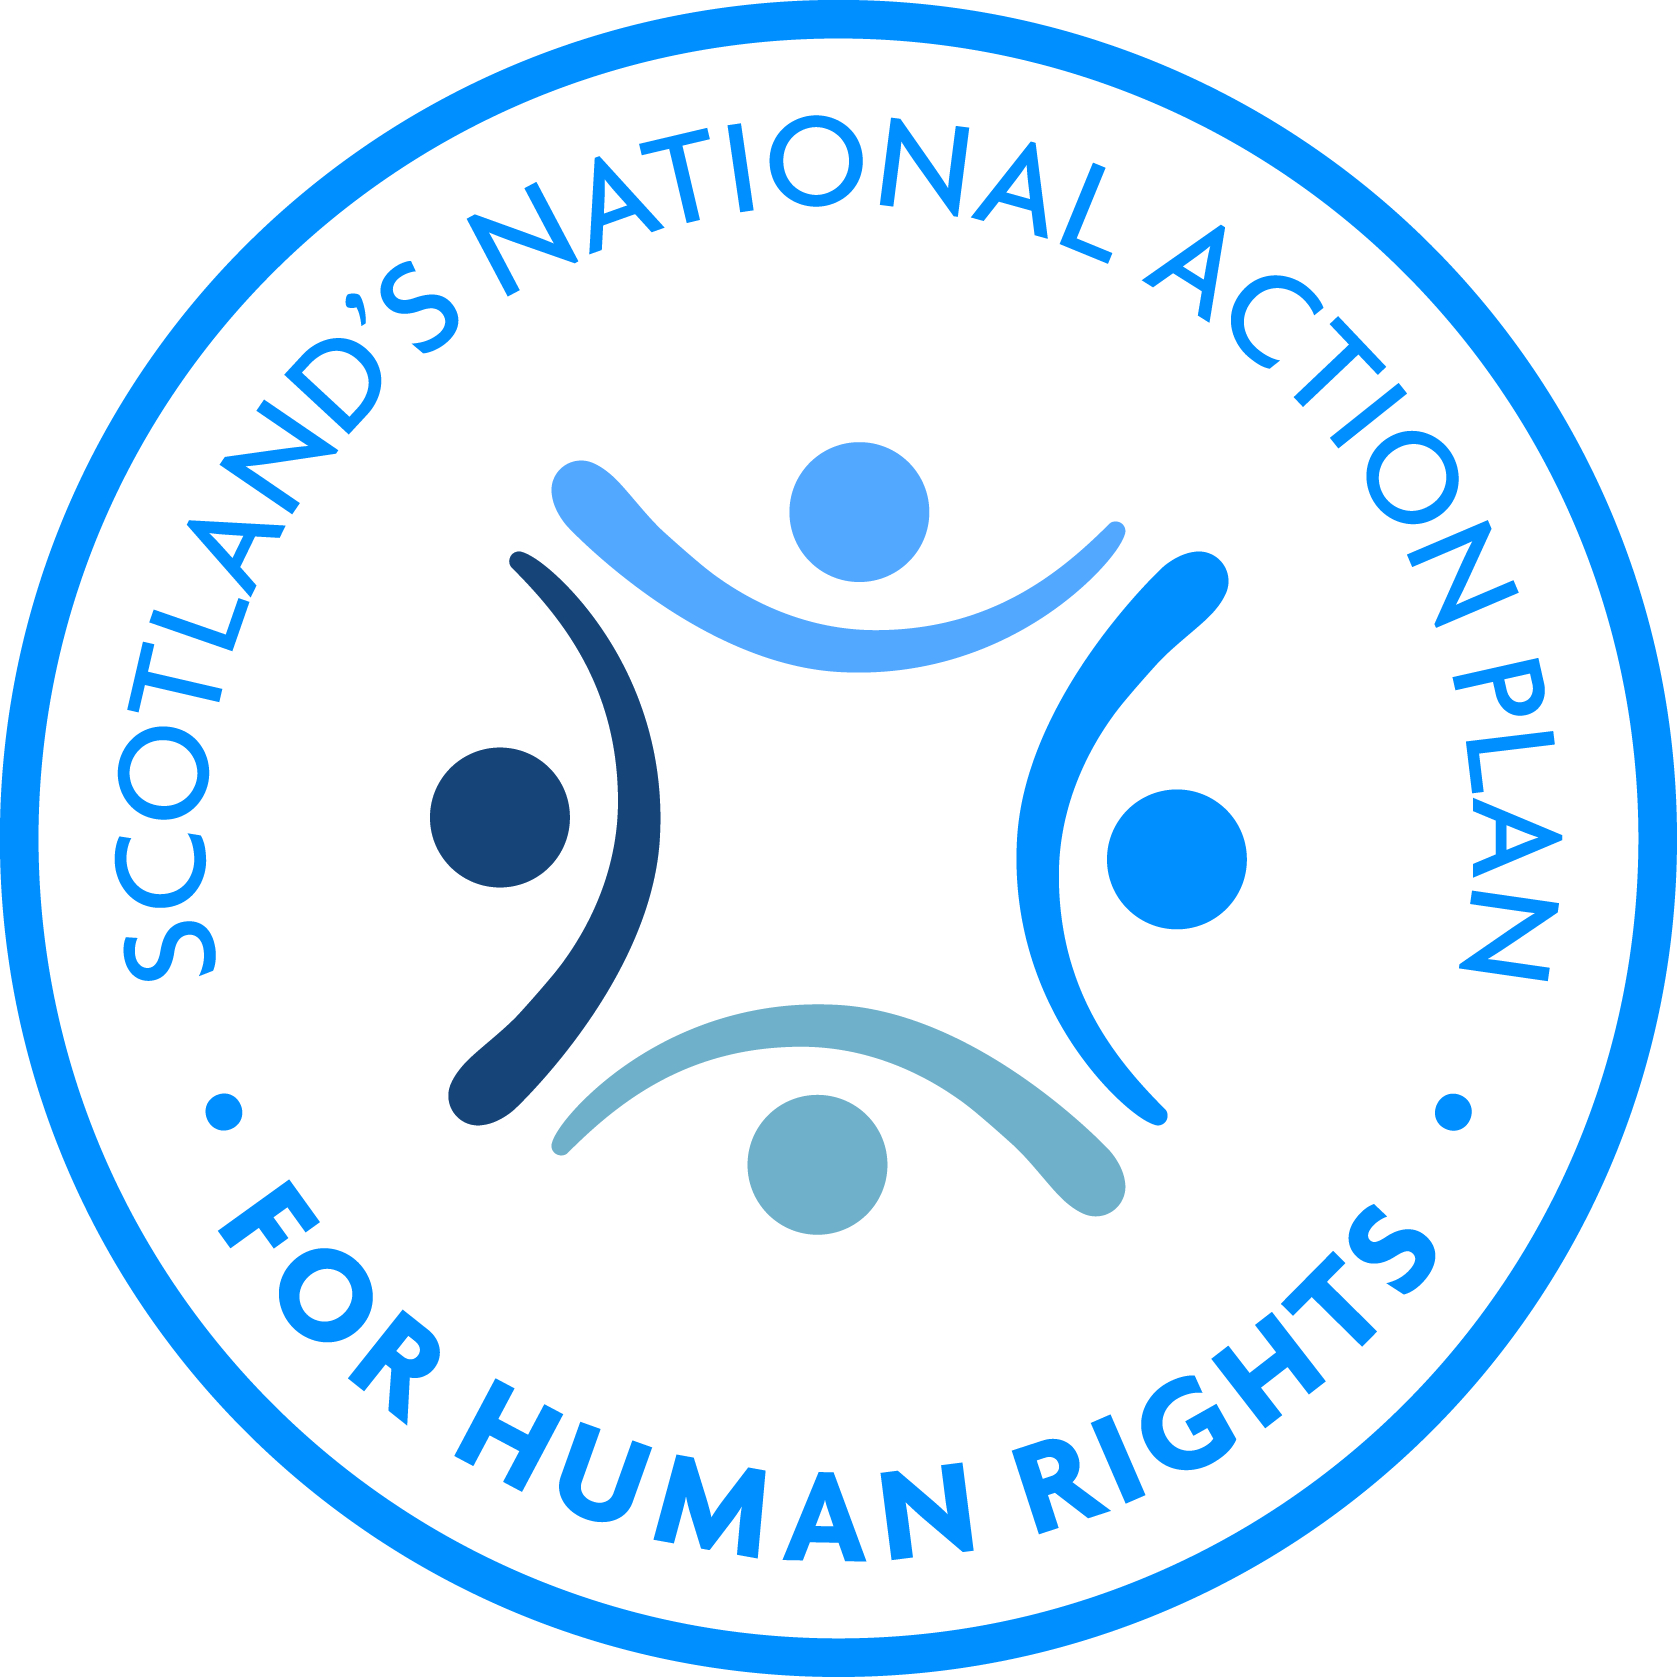 SCOTLAND’S NATIONAL ACTION PLAN
• FOR HUMAN RIGHTS •